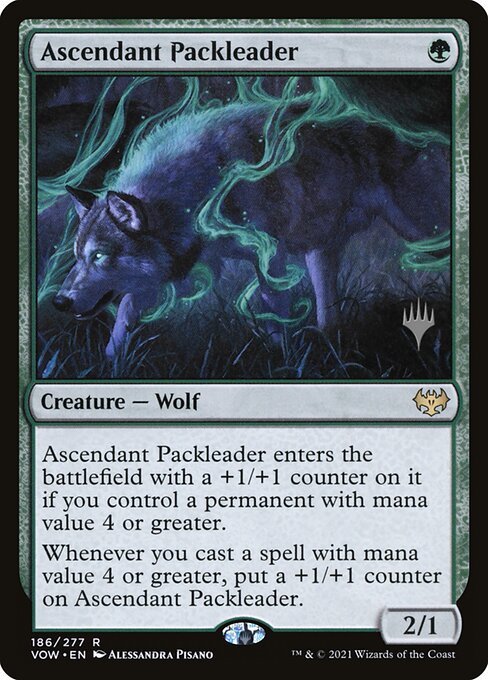 Ascendant Packleader
Creature — Wolf
Ascendant Packleader enters the
battlefield with a +1/+1 counter on it
if you control a permanent with mana
value 4 or greater.
Whenever you cast a spell with mana
value 4 or greater, put a +1/+1 counter
on Ascendant Packleader.
2/1
186/277 R
VOW • EN Alessandra Pisano
™ & © 2021 Wizards of the Coast